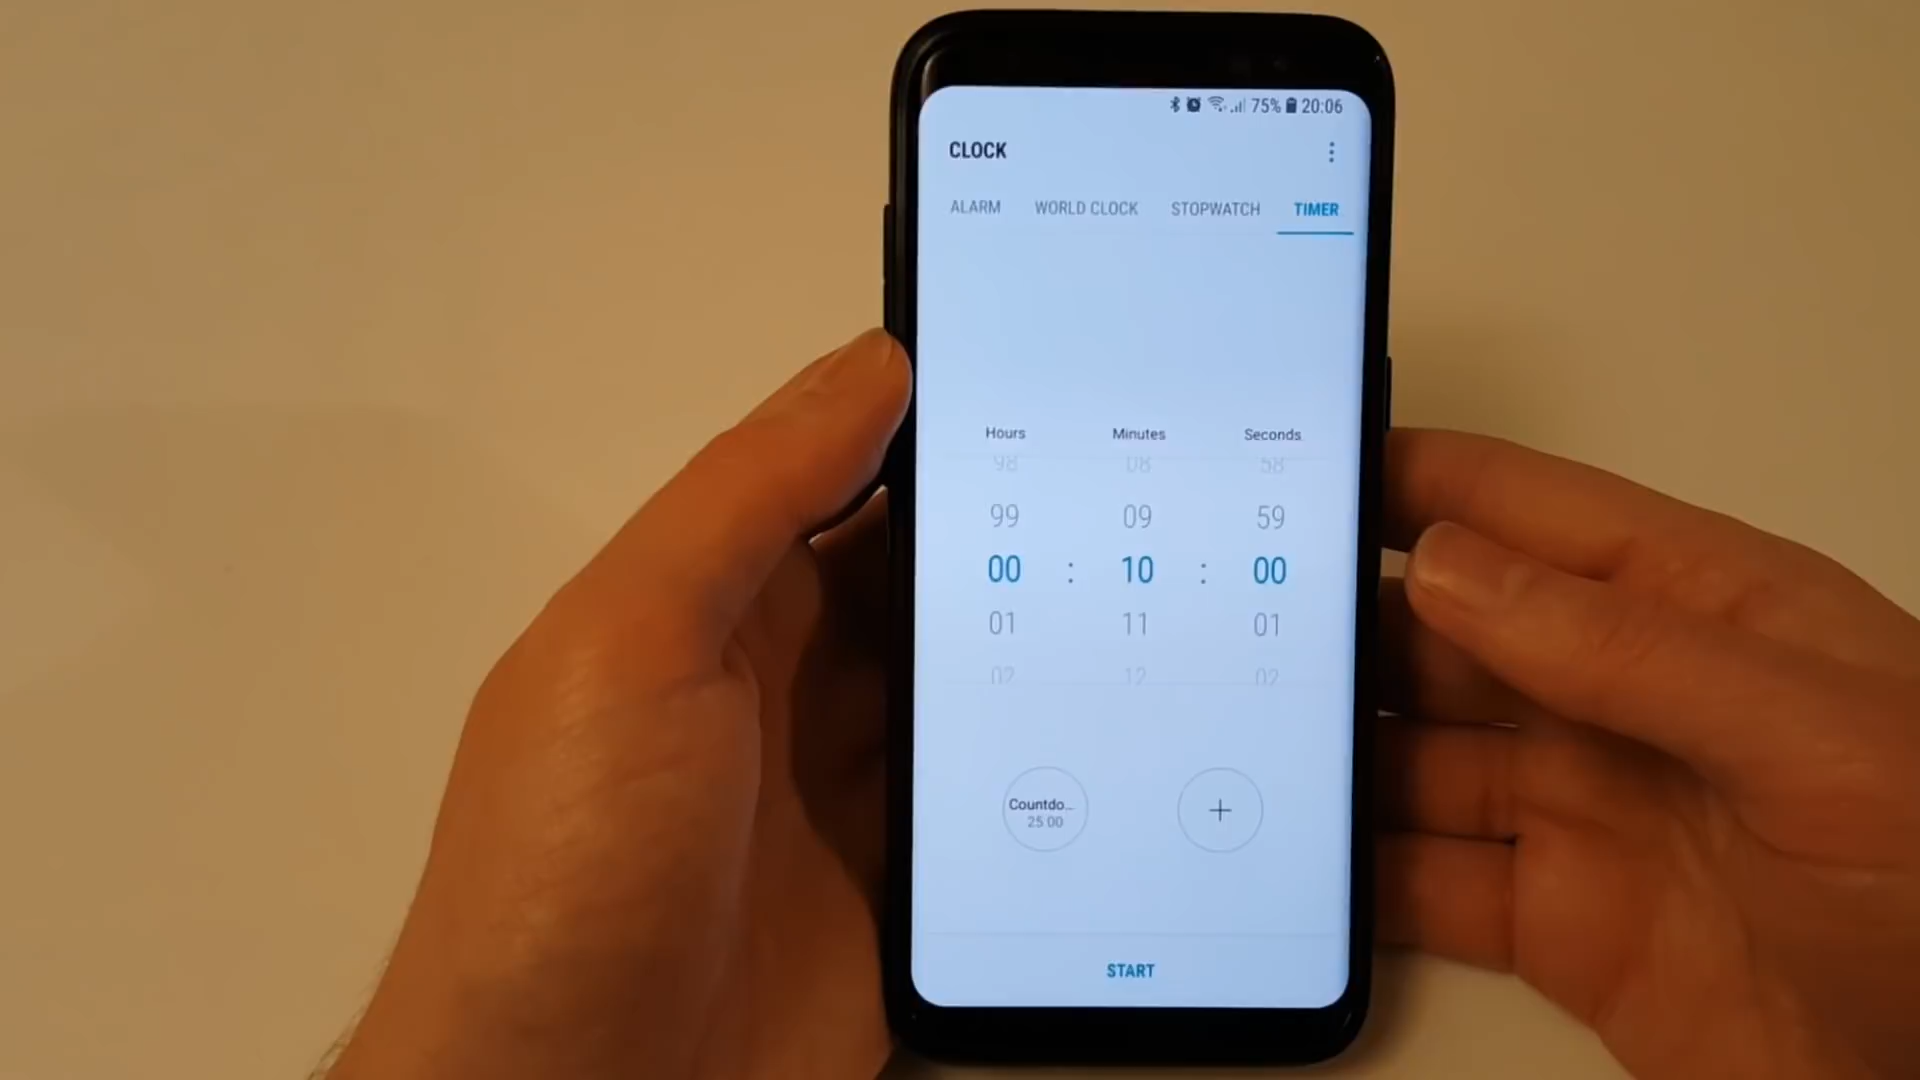 75% 20:06
CLOCK
ALARM WORLD CLOCK STOPWATCH TIMER
Hours Minutes Seconds
98 08 58
99 09 59
00 : 10 : 00
01 11 01
02 12 02
Countdo...
25:00
+
START